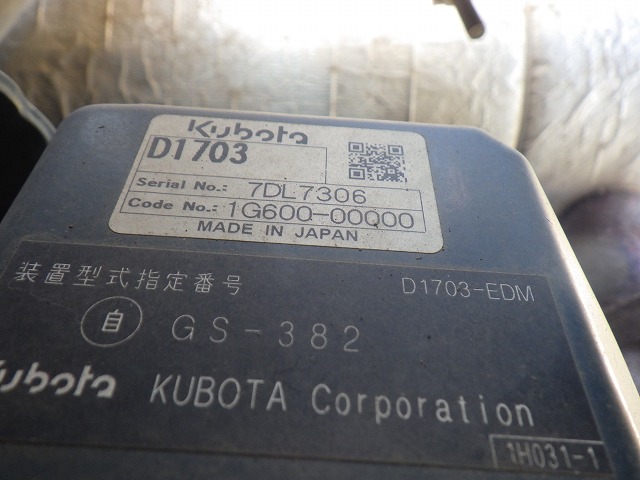 Kubota
D1703
Serial No.: 7DL7306
Code No.: 1G600-00000
MADE IN JAPAN
装置型式指定番号 D1703-EDM
自 GS-382
Kubota KUBOTA Corporation
1H031-1